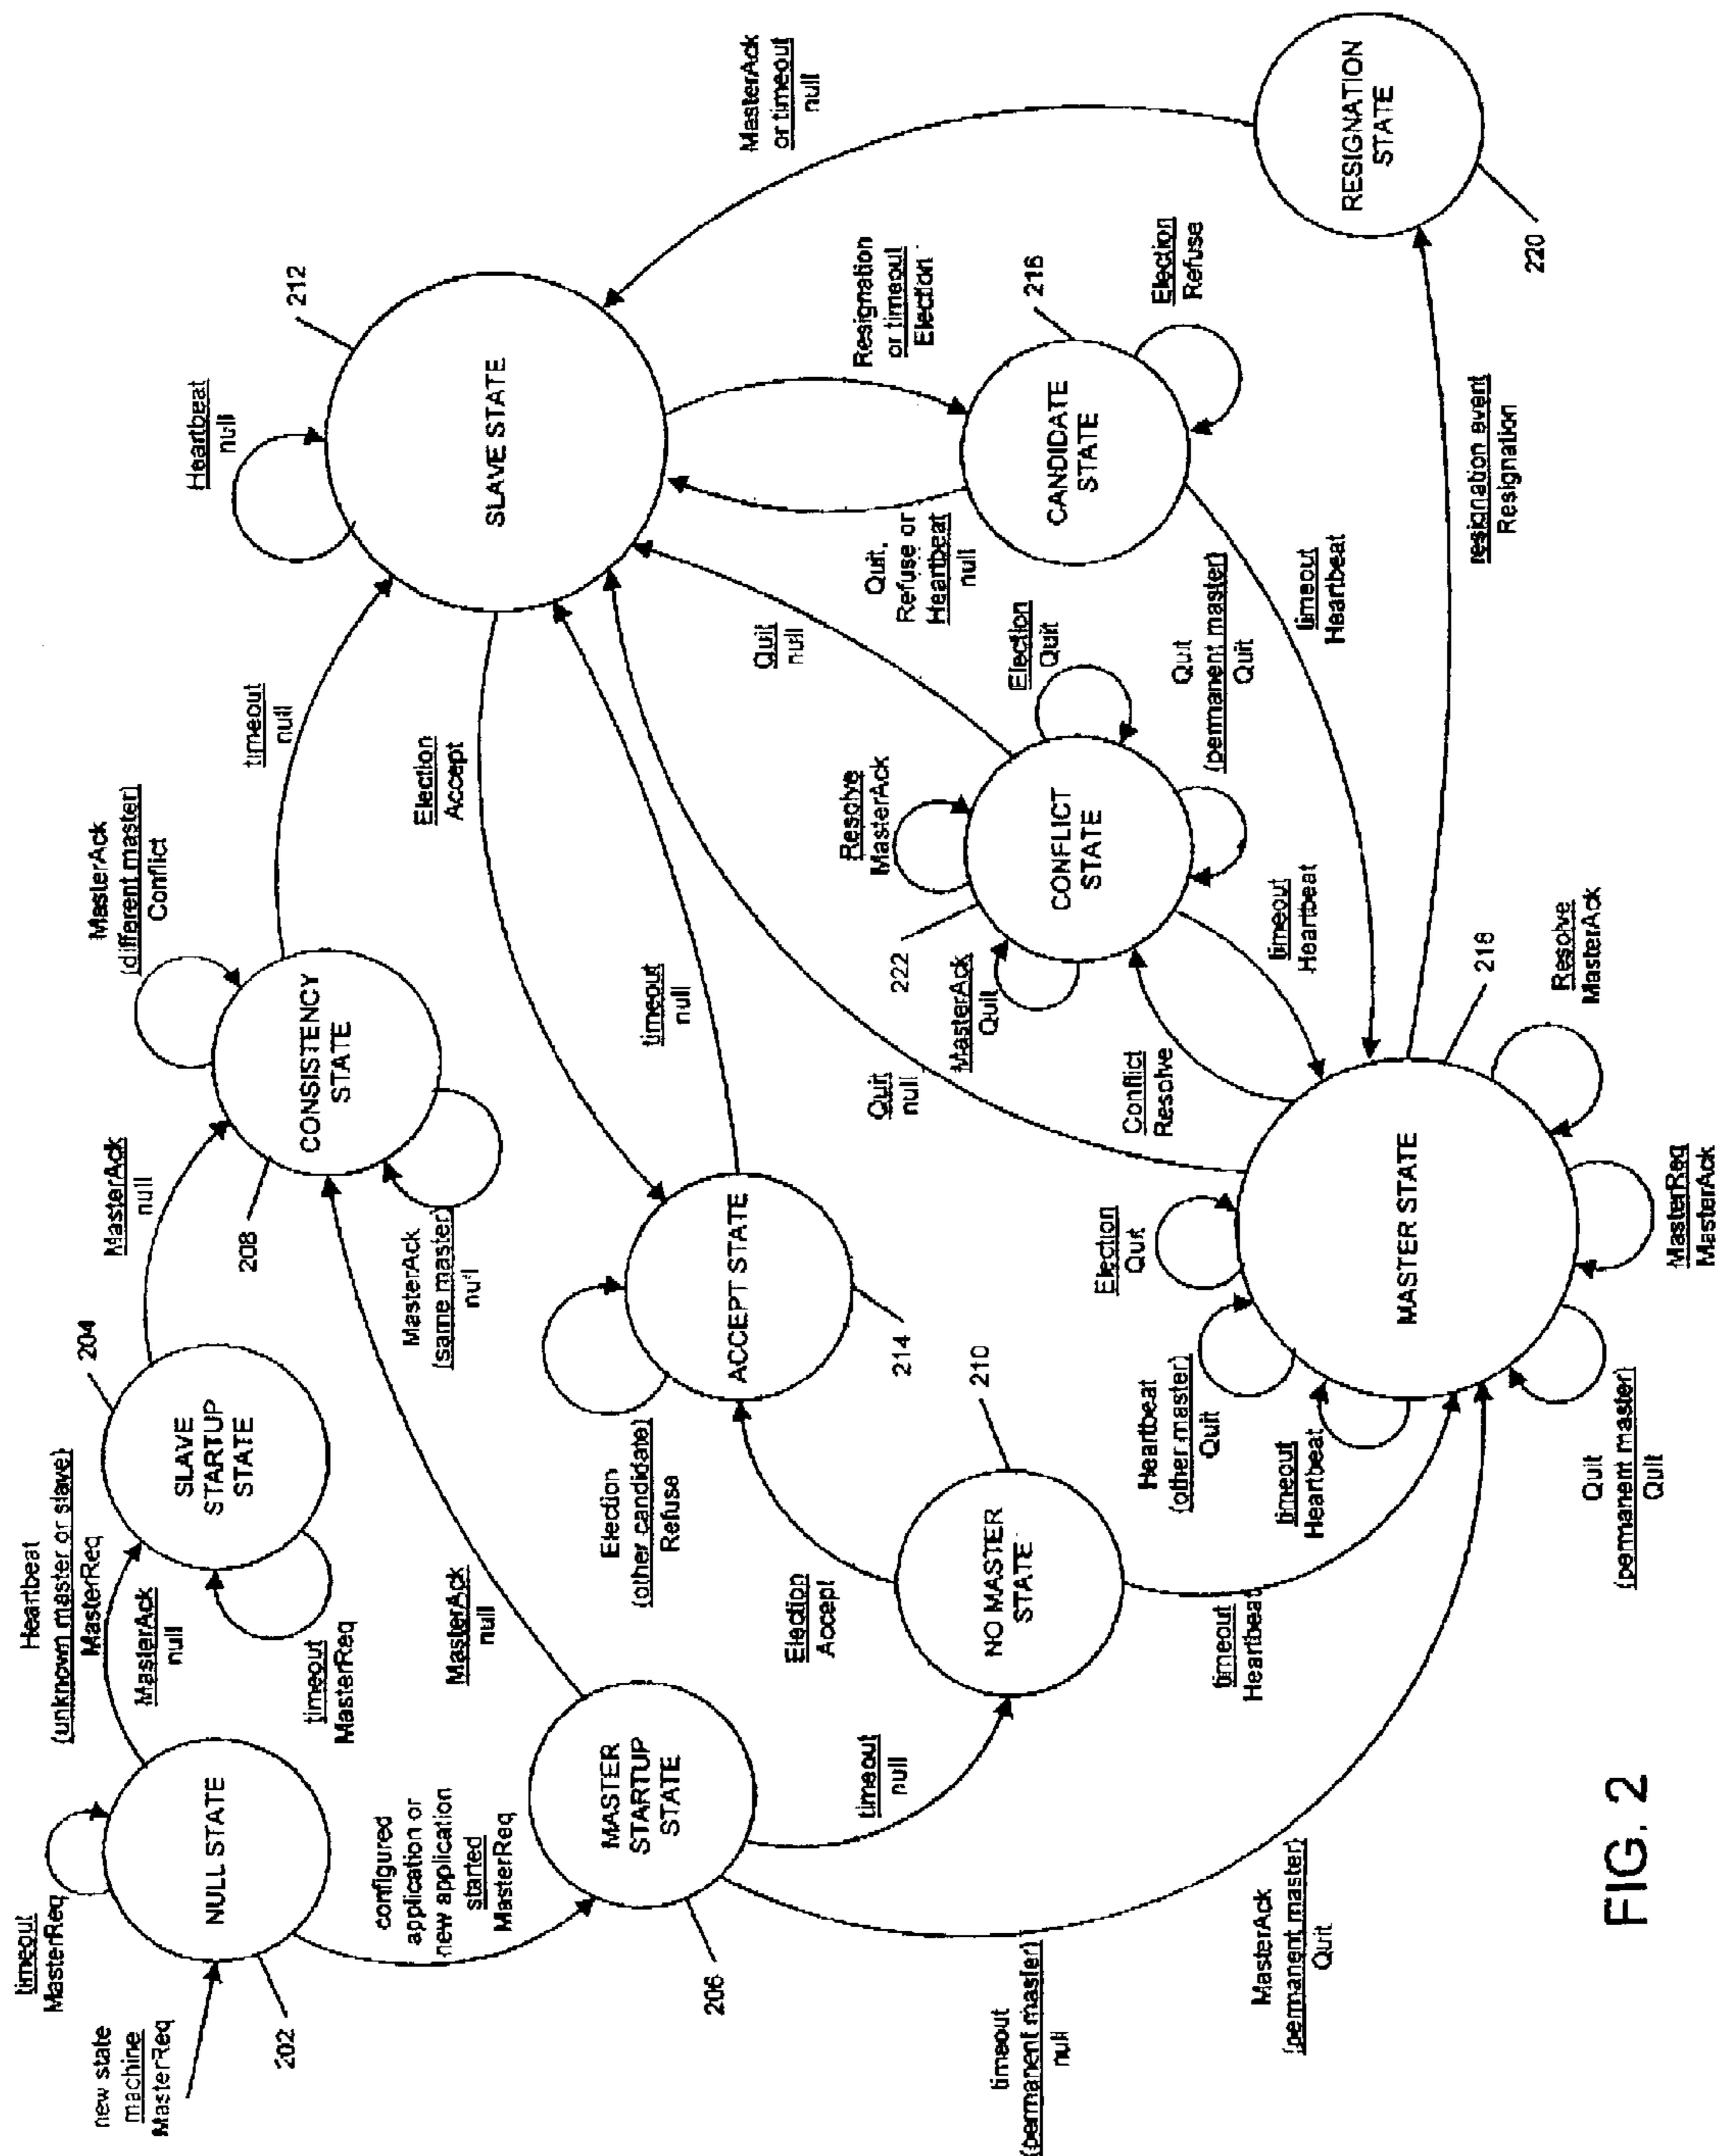 new state
machine
MasterReq
timeout
MasterReq
NULL STATE
202
Heartbeat
(unknown master or slave)
MasterReq
MasterAck
null
SLAVE
STARTUP
STATE
204
timeout
MasterReq
configured
application or
new application
started
MasterReq
MASTER
STARTUP
STATE
206
MasterAck
null
MasterAck
null
CONSISTENCY
STATE
208
MasterAck
(different master)
Conflict
MasterAck
(same master)
null
timeout
null
SLAVE STATE
212
Heartbeat
null
Election
Accept
timeout
null
ACCEPT STATE
214
Election
(other candidate)
Refuse
Election
Accept
NO MASTER
STATE
210
timeout
null
timeout
Heartbeat
timeout
(permanent master)
null
MasterAck
(permanent master)
Quit
MASTER STATE
218
Election
Quit
Heartbeat
(other master)
Quit
timeout
Heartbeat
Quit
(permanent master)
Quit
MasterReq
MasterAck
Resolve
MasterAck
Quit
null
Conflict
Resolve
timeout
Heartbeat
CONFLICT
STATE
222
MasterAck
Quit
Resolve
MasterAck
Election
Quit
Quit
(permanent master)
Quit
Quit
null
CANDIDATE
STATE
216
Quit,
Refuse or
Heartbeat
null
Resignation
or timeout
Election
Election
Refuse
timeout
Heartbeat
resignation event
Resignation
RESIGNATION
STATE
220
MasterAck
or timeout
null
FIG. 2